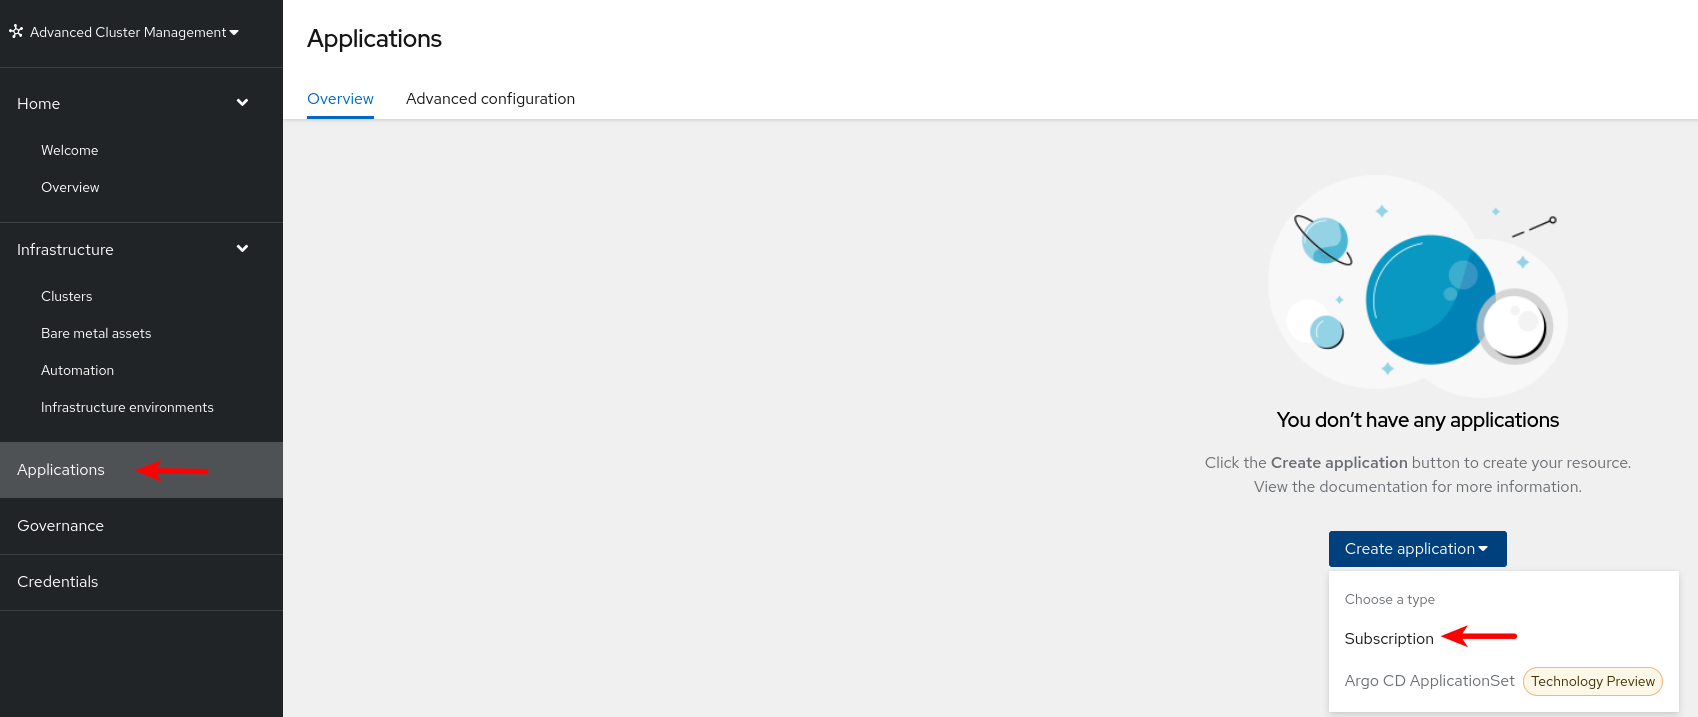 Advanced Cluster Management
Home
Welcome
Overview
Infrastructure
Clusters
Bare metal assets
Automation
Infrastructure environments
Applications
Governance
Credentials
Applications
Overview
Advanced configuration
You don’t have any applications
Click the Create application button to create your resource.
View the documentation for more information.
Create application
Choose a type
Subscription
Argo CD ApplicationSet Technology Preview